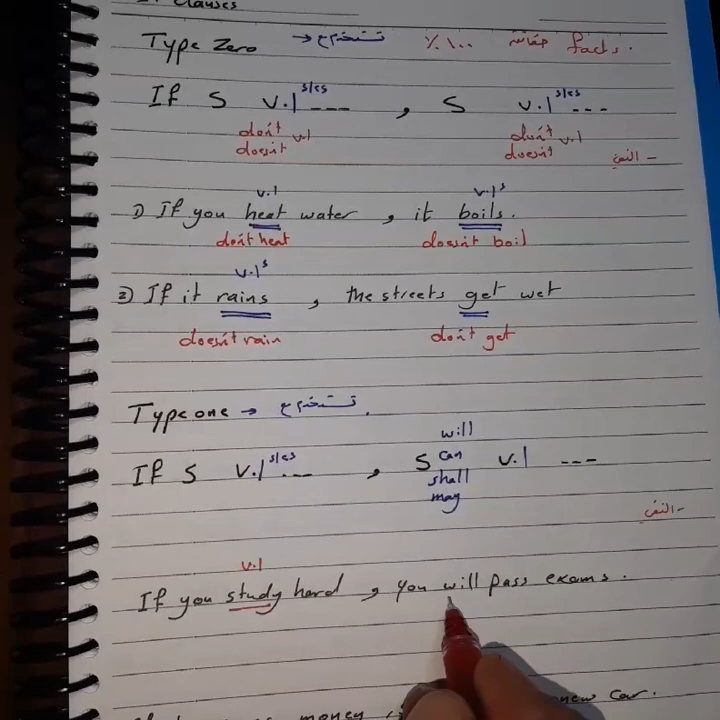 Clauses
Type Zero → تستخدم ١٠٠٪ حقائق facts.
If S v.1 s/es ---- , S v.1 s/es ---
don't v.1 doesn't don't v.1 doesn't
- النفي
v.1 v.1s
1) If you heat water , it boils.
don't heat doesn't boil
v.1s
2) If it rains , the streets get wet
doesn't rain don't get
Type one → تستخدم .
will
If S v.1 s/es --- , S can v.1 ---
shall
may
- النفي
v.1
If you study hard , you will pass exams .
money , new car.